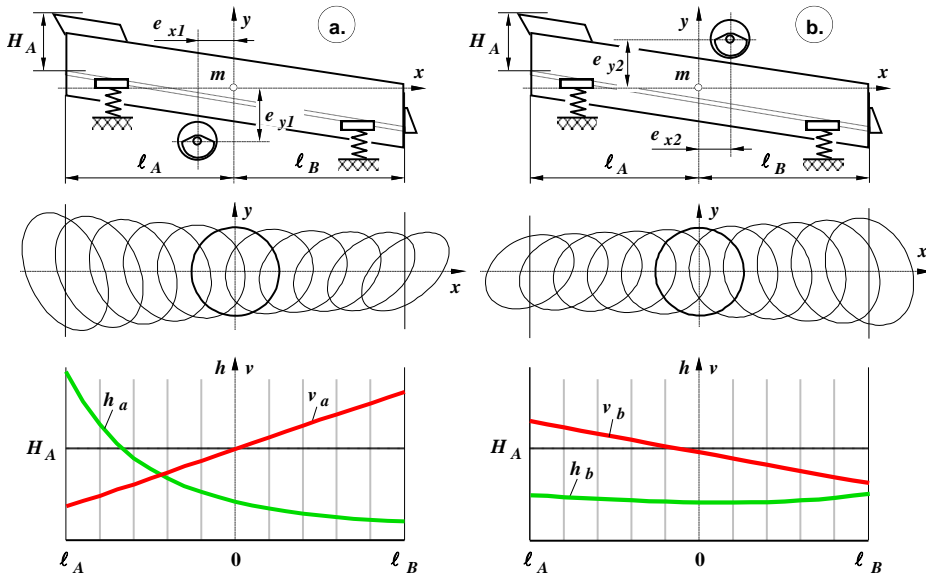 e x1 y a.
H A
m x
e y1
ℓ A ℓ B
y
x
h v
h a v a
H A
ℓ A 0 ℓ B
y e y2 b.
H A
m x
e x2
ℓ A ℓ B
y
x
h v
v b
H A
h b
ℓ A 0 ℓ B